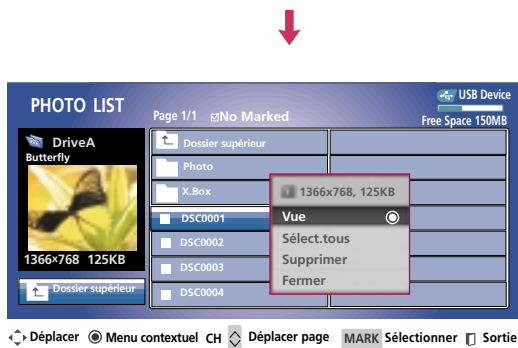 PHOTO LIST
Page 1/1 No Marked
USB Device
Free Space 150MB
DriveA
Butterfly
1366×768 125KB
Dossier supérieur
Dossier supérieur
Photo
X.Box
DSC0001
DSC0002
DSC0003
DSC0004
1366x768, 125KB
Vue
Sélect.tous
Supprimer
Fermer
Déplacer Menu contextuel CH Déplacer page MARK Sélectionner Sortie